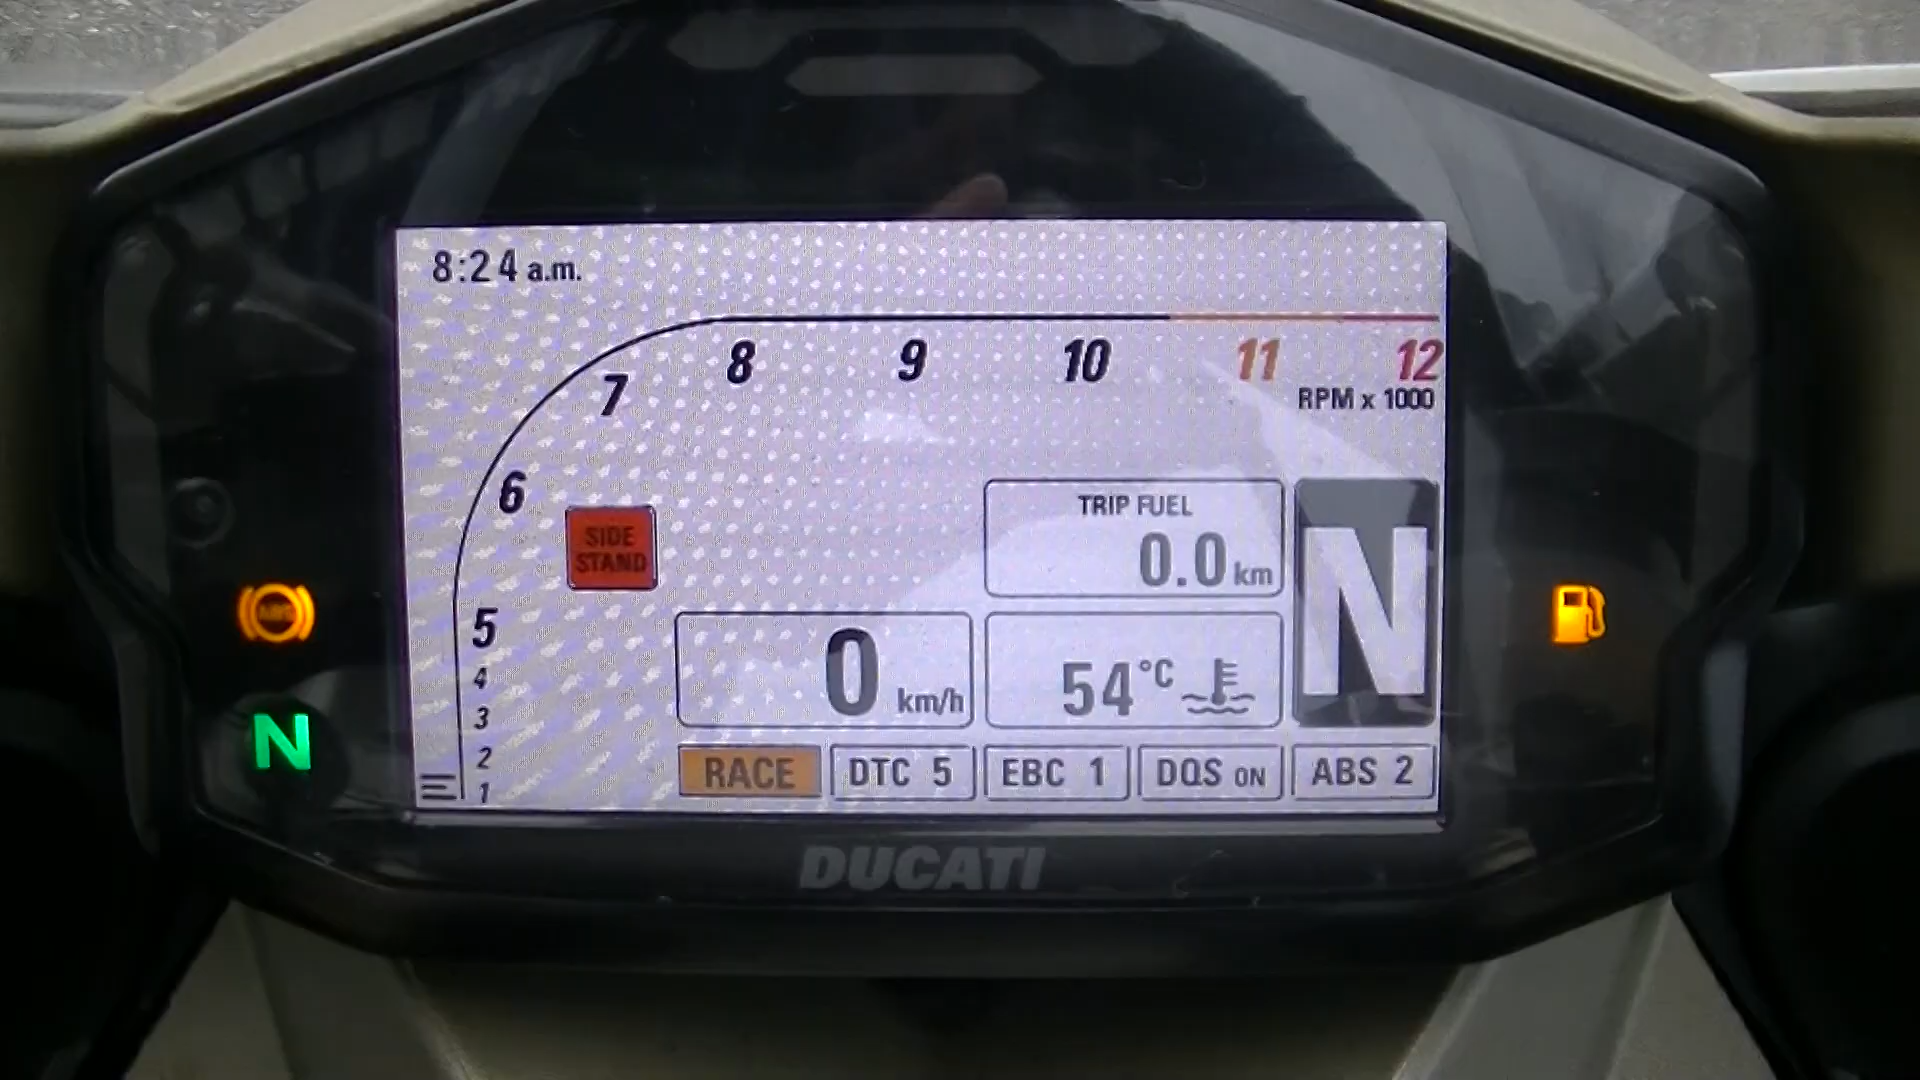 8:24 a.m.
8 9 10 11 12
7
RPM x 1000
6
TRIP FUEL
0.0 km
SIDE
STAND
N
5
ABS
4
0 km/h
54 °C
3
N
2
RACE
DTC 5
EBC 1
DQS ON
ABS 2
1
DUCATI